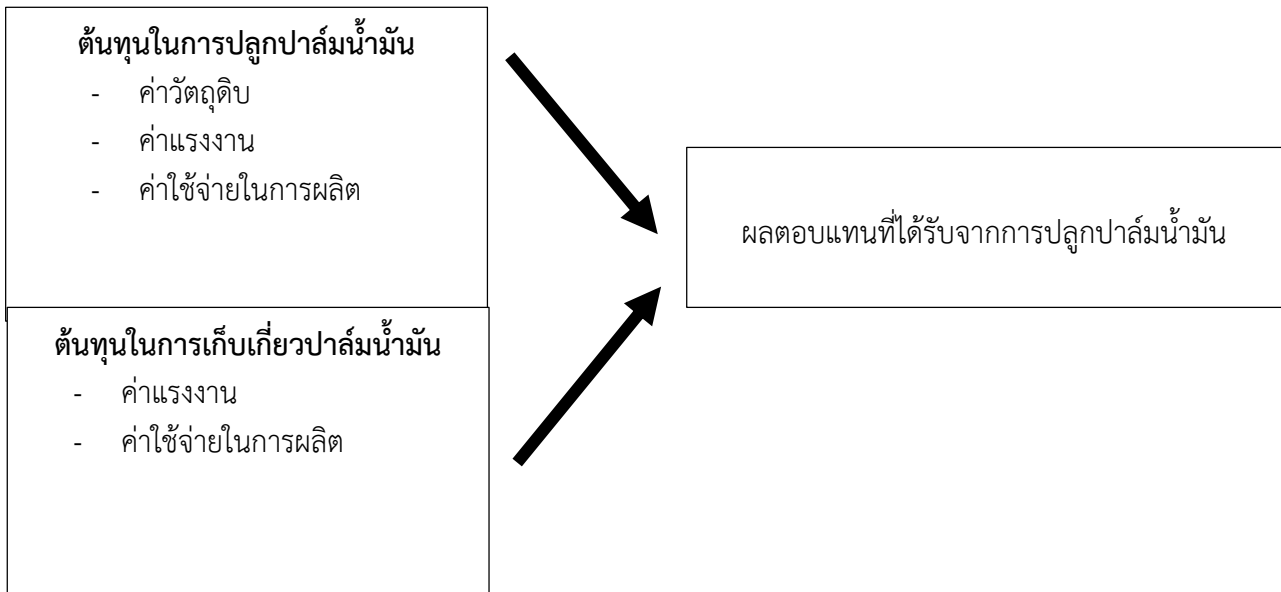 ต้นทุนในการปลูกปาล์มน้ำมัน
- ค่าวัตถุดิบ
- ค่าแรงงาน
- ค่าใช้จ่ายในการผลิต
ผลตอบแทนที่ได้รับจากการปลูกปาล์มน้ำมัน
ต้นทุนในการเก็บเกี่ยวปาล์มน้ำมัน
- ค่าแรงงาน
- ค่าใช้จ่ายในการผลิต